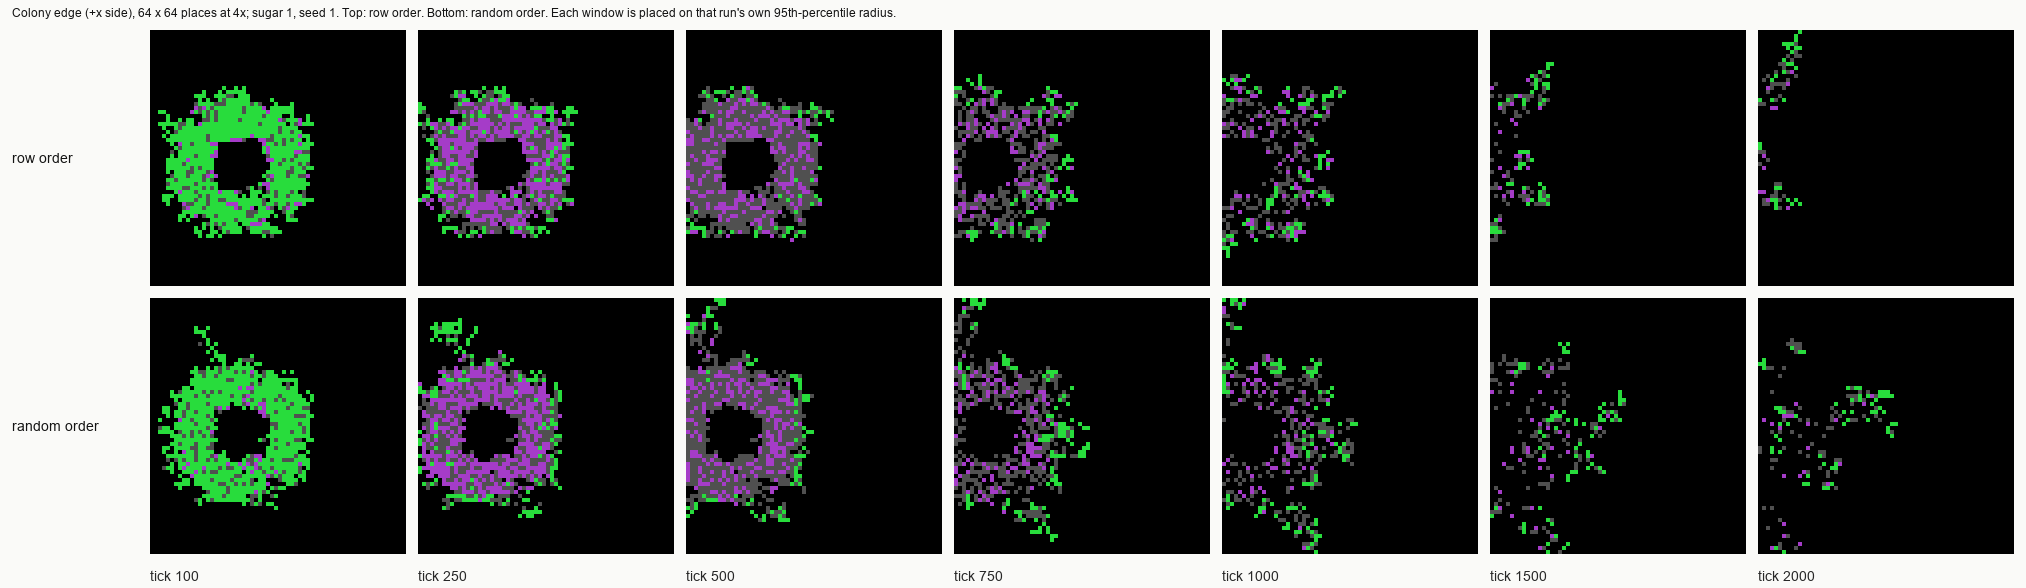 Colony edge (+x side), 64 x 64 places at 4x; sugar 1, seed 1. Top: row order. Bottom: random order. Each window is placed on that run's own 95th-percentile radius.
row order
random order
tick 100
tick 250
tick 500
tick 750
tick 1000
tick 1500
tick 2000